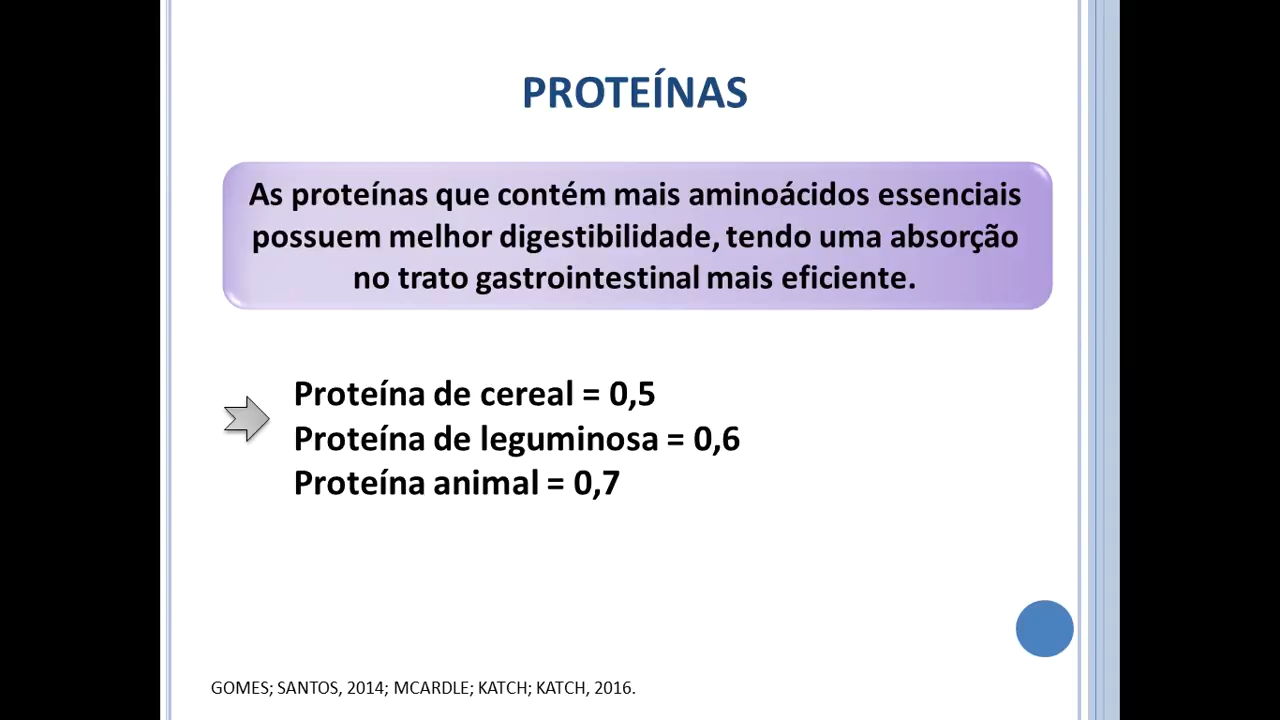 PROTEÍNAS
As proteínas que contém mais aminoácidos essenciais
possuem melhor digestibilidade, tendo uma absorção
no trato gastrointestinal mais eficiente.
Proteína de cereal = 0,5
Proteína de leguminosa = 0,6
Proteína animal = 0,7
GOMES; SANTOS, 2014; MCARDLE; KATCH; KATCH, 2016.